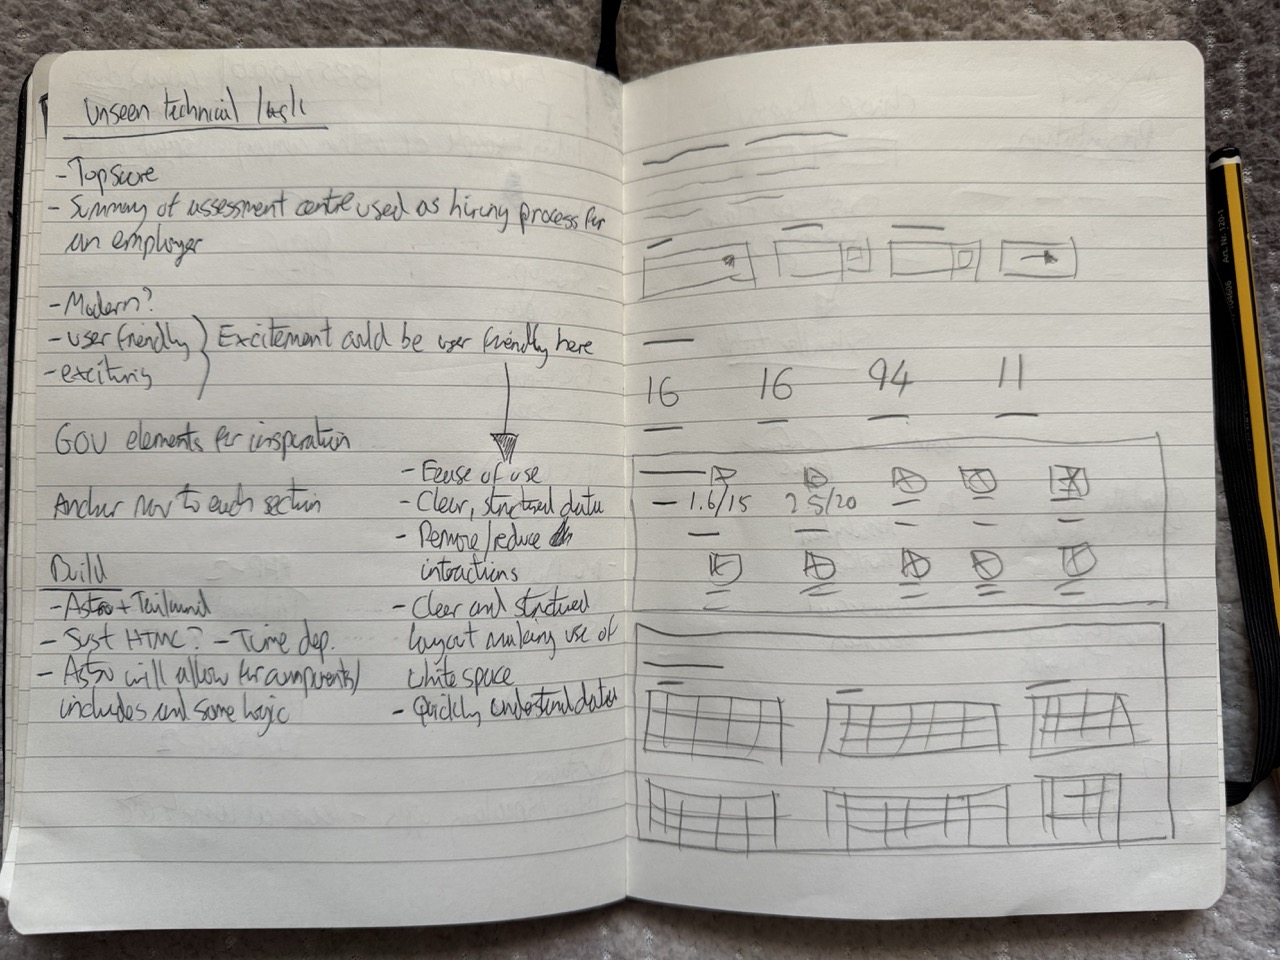 Unseen technical task
- Topscore
- Summary of assessment centre used as hiring process for
an employer
- Modern?
- user friendly
- exciting
Excitement could be user friendly here
GOV elements for insperation
- Ease of use
- Clear, structured data
- Remove/reduce
intractions
- Clear and structured
layout making use of
white space
- Quickly understand data
Anchor nav to each section
Build
- Astro + Tailwind
- Just HTML? - Time dep.
- Astro will allow for components/
includes and some logic
16 16 94 11
1.6/15 2.5/20